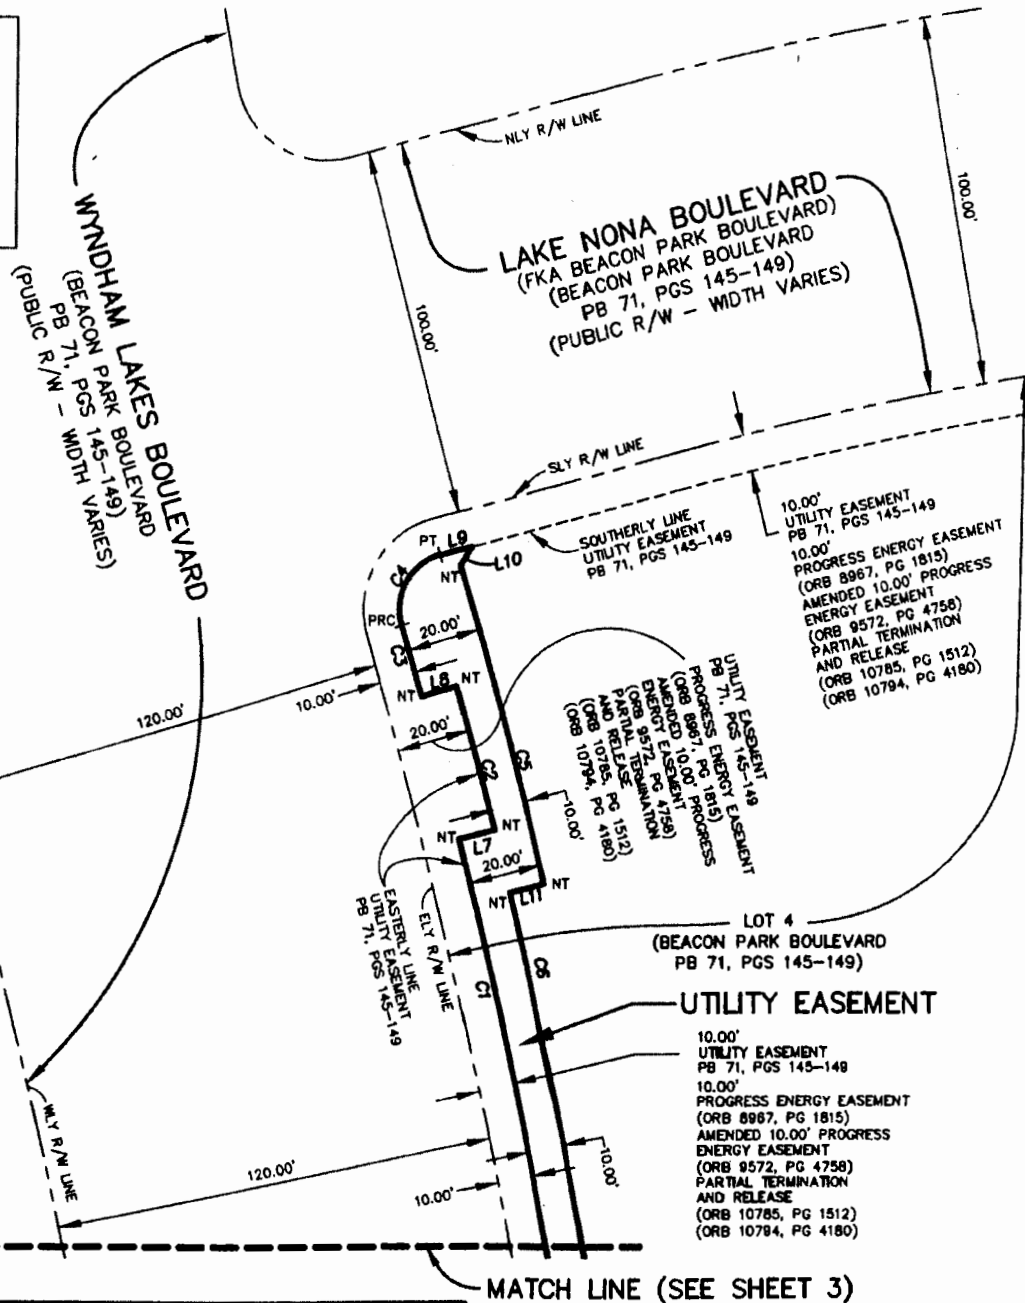 NLY R/W LINE
LAKE NONA BOULEVARD
(FKA BEACON PARK BOULEVARD)
(BEACON PARK BOULEVARD
PB 71, PGS 145-149)
(PUBLIC R/W - WIDTH VARIES)
100.00'
100.00'
WYNDHAM LAKES BOULEVARD
(BEACON PARK BOULEVARD
PB 71, PGS 145-149)
(PUBLIC R/W - WIDTH VARIES)
SLY R/W LINE
SOUTHERLY LINE
UTILITY EASEMENT
PB 71, PGS 145-149
10.00'
UTILITY EASEMENT
PB 71, PGS 145-149
10.00'
PROGRESS ENERGY EASEMENT
(ORB 8967, PG 1815)
AMENDED 10.00' PROGRESS
ENERGY EASEMENT
(ORB 9572, PG 4758)
PARTIAL TERMINATION
AND RELEASE
(ORB 10785, PG 1512)
(ORB 10794, PG 4180)
PT
L9
L10
NT
C4
PRC
20.00'
C3
L8
NT
NT
120.00'
10.00'
20.00'
C2
C5
UTILITY EASEMENT
PB 71, PGS 145-149
PROGRESS ENERGY EASEMENT
(ORB 8967, PG 1815)
AMENDED 10.00' PROGRESS
ENERGY EASEMENT
(ORB 9572, PG 4758)
PARTIAL TERMINATION
AND RELEASE
(ORB 10785, PG 1512)
(ORB 10794, PG 4180)
10.00'
NT
L7
NT
20.00'
NT
L11
NT
EASTERLY LINE
UTILITY EASEMENT
PB 71, PGS 145-149
ELY R/W LINE
C1
C6
LOT 4
(BEACON PARK BOULEVARD
PB 71, PGS 145-149)
UTILITY EASEMENT
10.00'
UTILITY EASEMENT
PB 71, PGS 145-149
10.00'
PROGRESS ENERGY EASEMENT
(ORB 8967, PG 1815)
AMENDED 10.00' PROGRESS
ENERGY EASEMENT
(ORB 9572, PG 4758)
PARTIAL TERMINATION
AND RELEASE
(ORB 10785, PG 1512)
(ORB 10794, PG 4180)
WLY R/W LINE
120.00'
10.00'
10.00'
MATCH LINE (SEE SHEET 3)